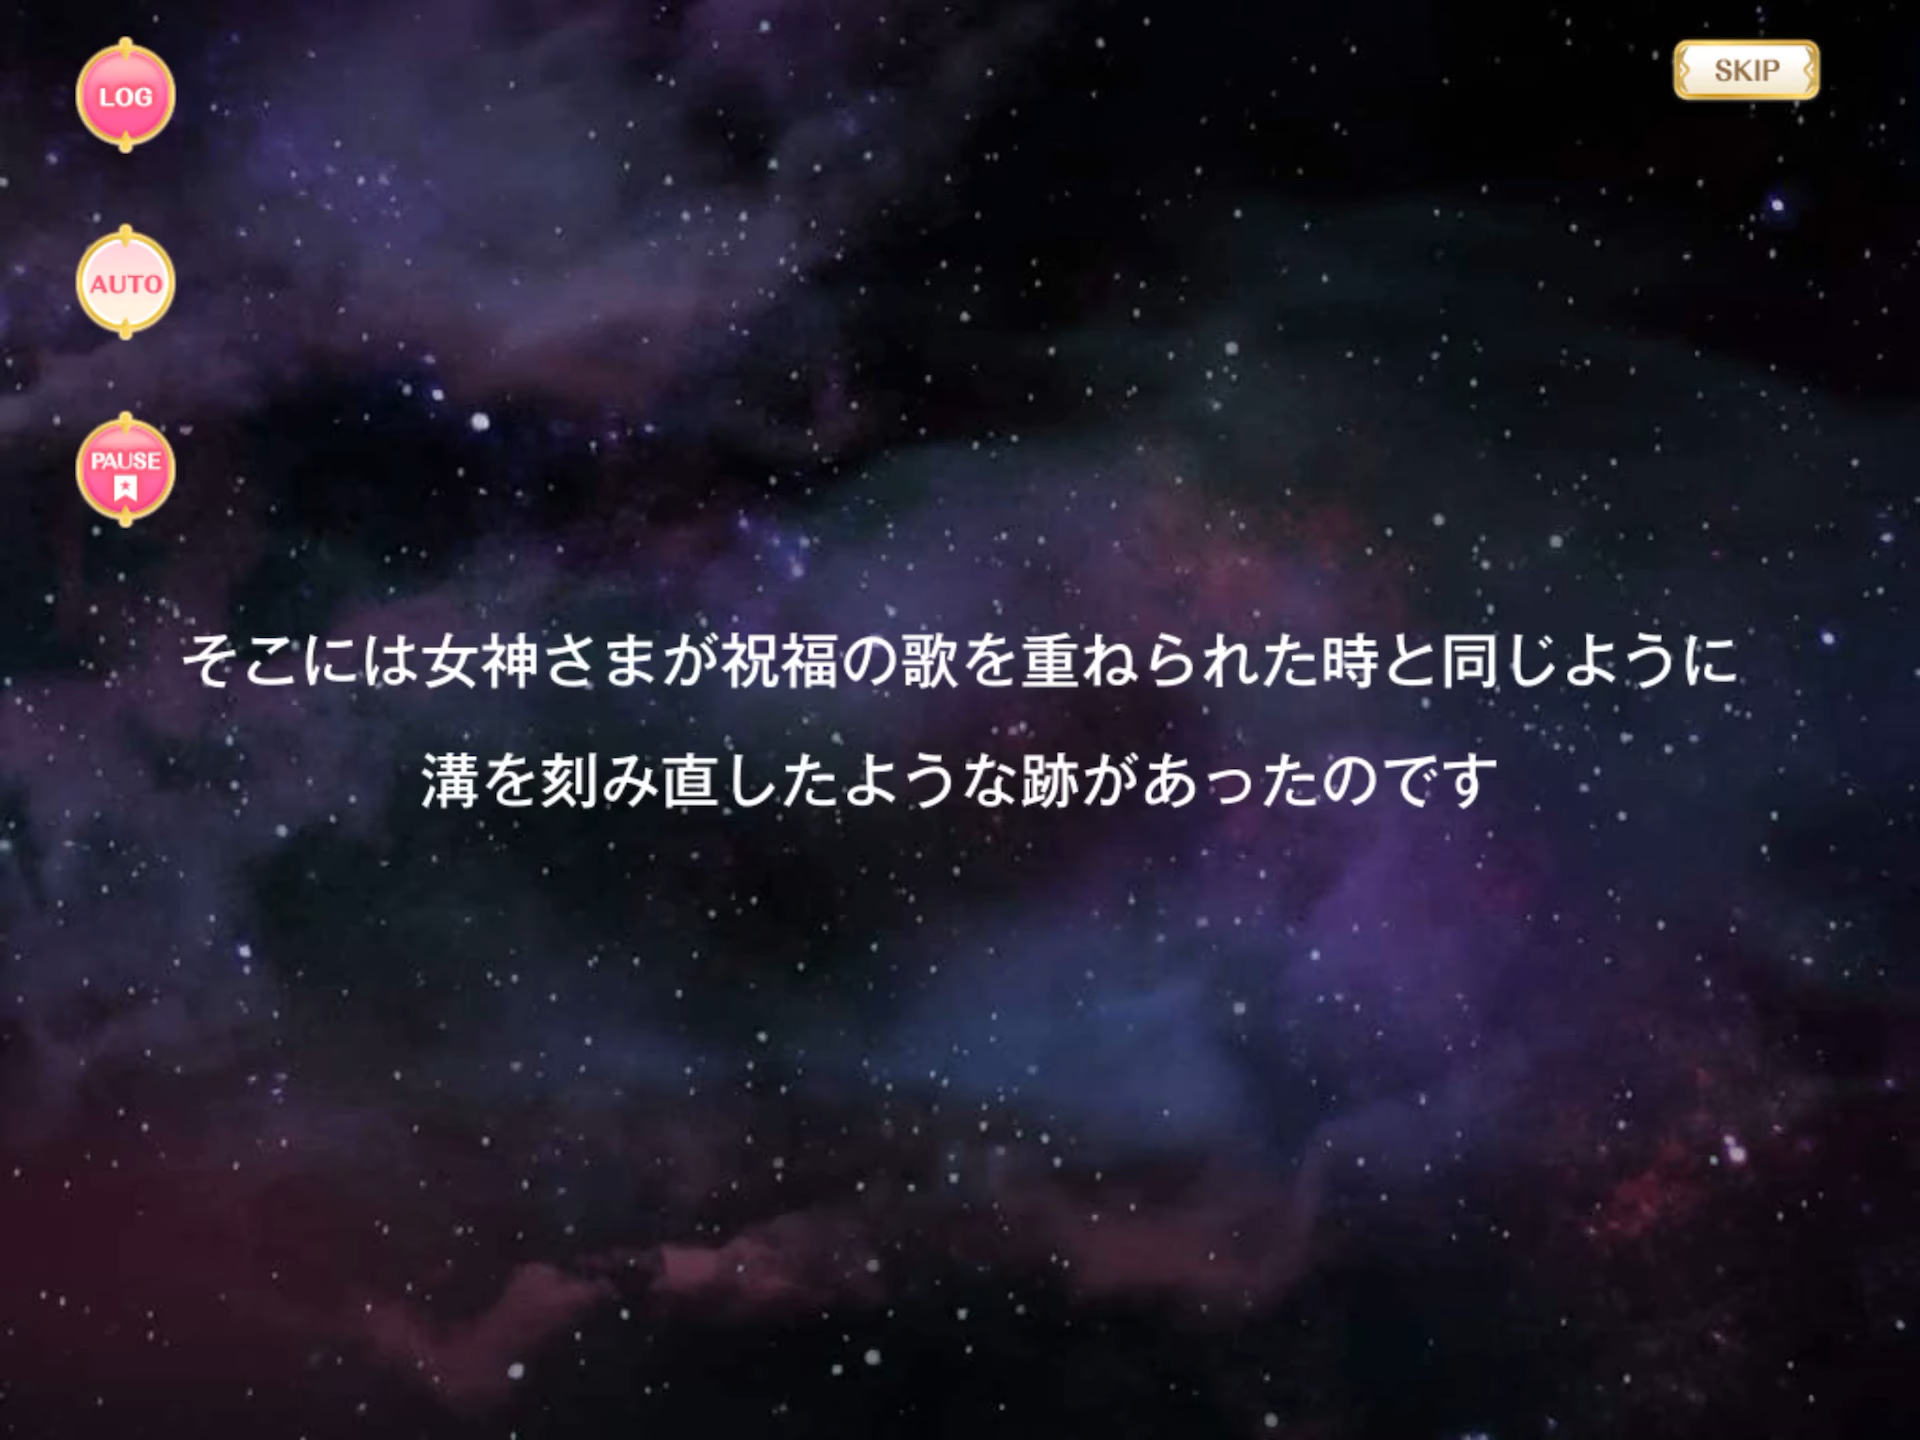 LOG
SKIP
AUTO
PAUSE
そこには女神さまが祝福の歌を重ねられた時と同じように
溝を刻み直したような跡があったのです